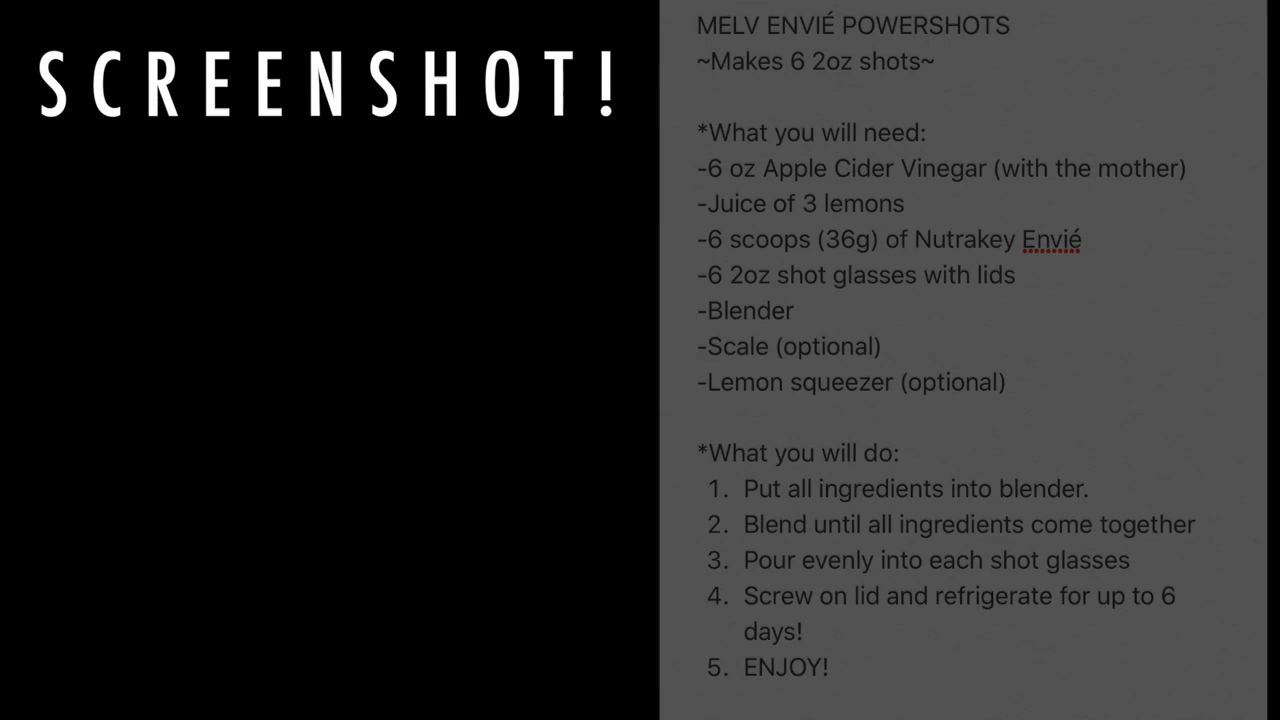 SCREENSHOT!
MELV ENVIÉ POWERSHOTS
~Makes 6 2oz shots~
*What you will need:
-6 oz Apple Cider Vinegar (with the mother)
-Juice of 3 lemons
-6 scoops (36g) of Nutrakey Envié
-6 2oz shot glasses with lids
-Blender
-Scale (optional)
-Lemon squeezer (optional)
*What you will do:
1. Put all ingredients into blender.
2. Blend until all ingredients come together
3. Pour evenly into each shot glasses
4. Screw on lid and refrigerate for up to 6
days!
5. ENJOY!